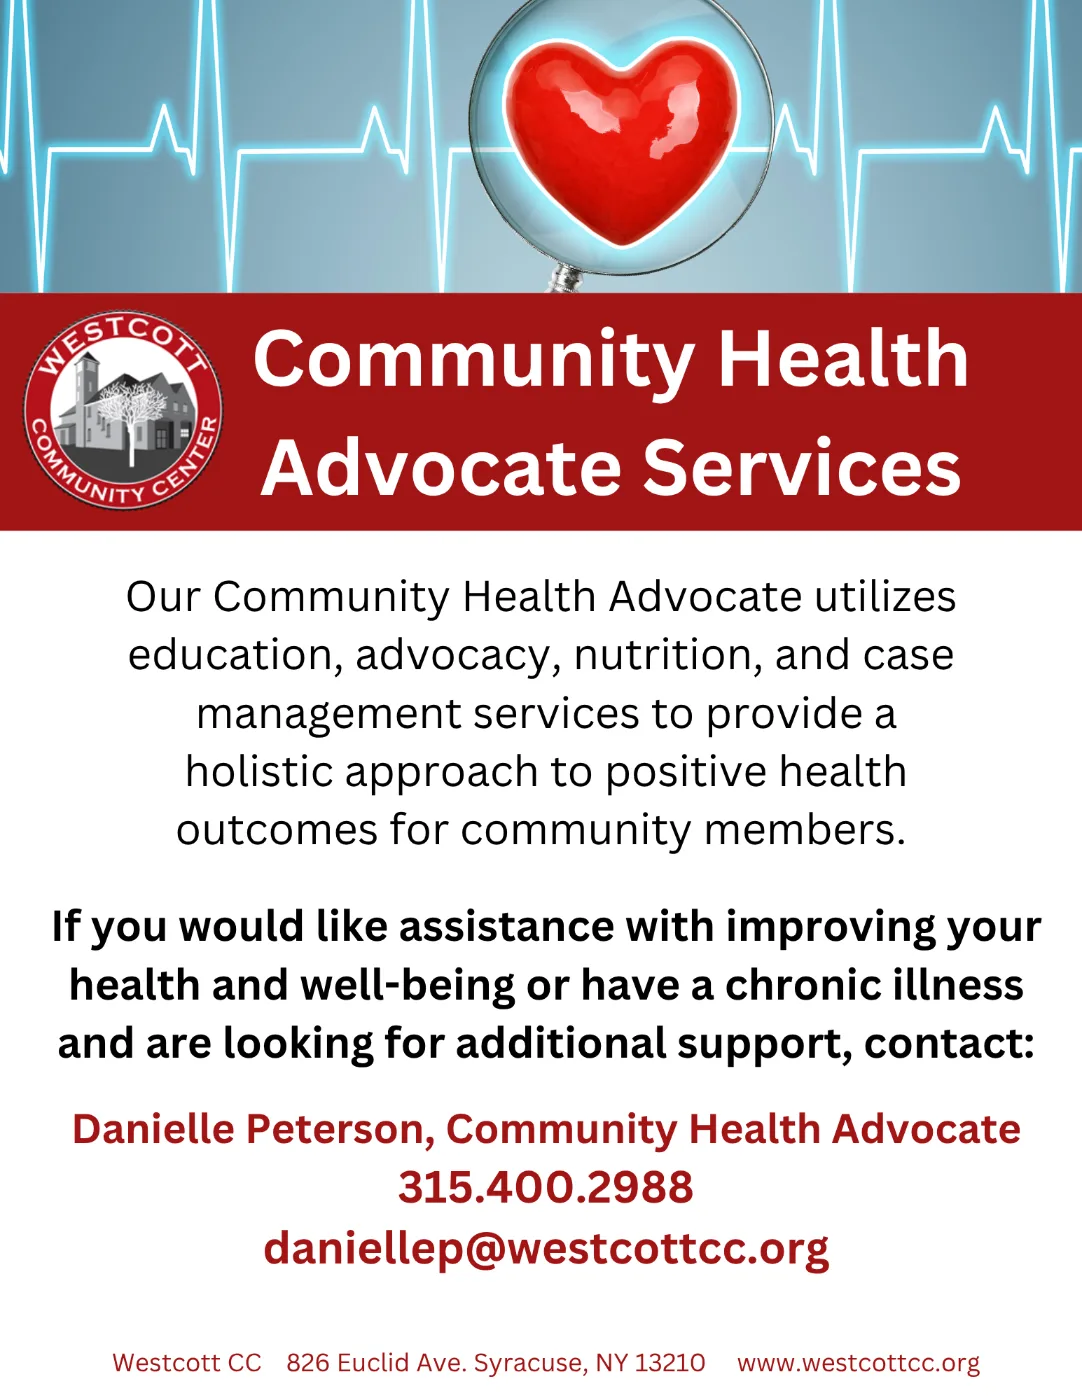 WESTCOTT
COMMUNITY CENTER
Community Health
Advocate Services
Our Community Health Advocate utilizes
education, advocacy, nutrition, and case
management services to provide a
holistic approach to positive health
outcomes for community members.
If you would like assistance with improving your
health and well-being or have a chronic illness
and are looking for additional support, contact:
Danielle Peterson, Community Health Advocate
315.400.2988
daniellep@westcottcc.org
Westcott CC 826 Euclid Ave. Syracuse, NY 13210 www.westcottcc.org